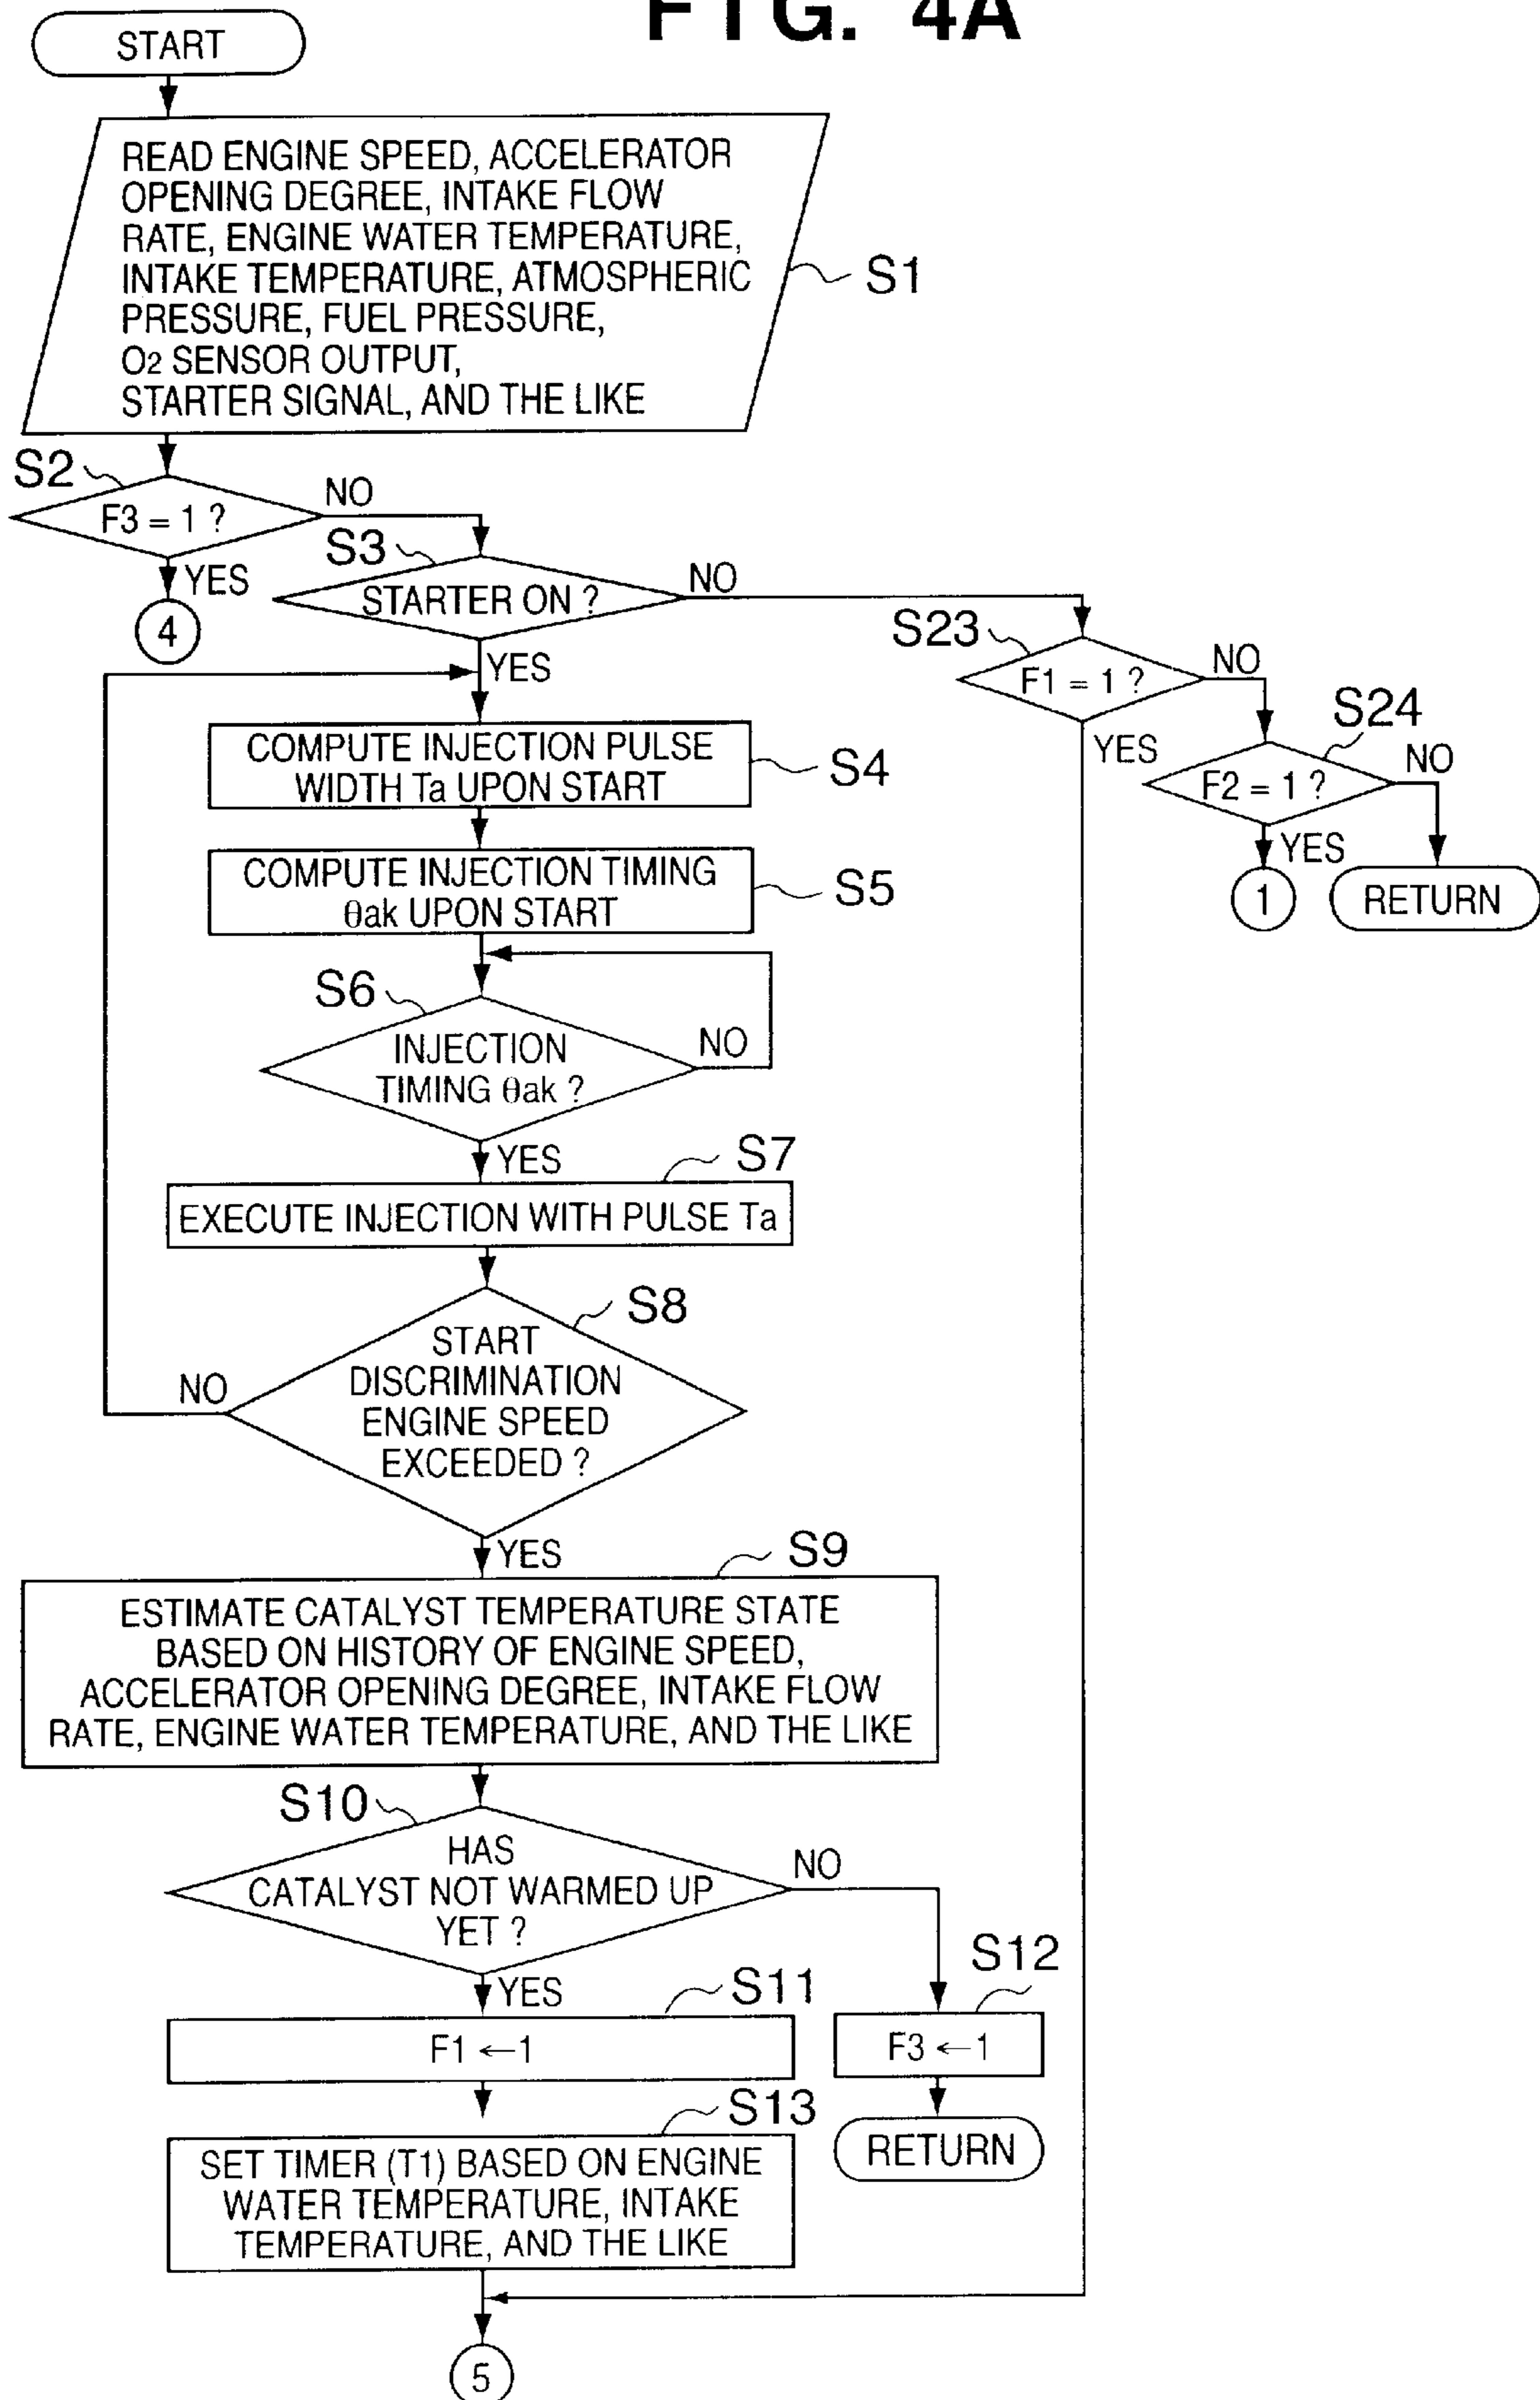 FIG. 4A
START
READ ENGINE SPEED, ACCELERATOR
OPENING DEGREE, INTAKE FLOW
RATE, ENGINE WATER TEMPERATURE,
INTAKE TEMPERATURE, ATMOSPHERIC
PRESSURE, FUEL PRESSURE,
O2 SENSOR OUTPUT,
STARTER SIGNAL, AND THE LIKE
S1
S2
F3 = 1 ?
NO
YES
4
S3
STARTER ON ?
NO
YES
S23
F1 = 1 ?
NO
YES
S24
F2 = 1 ?
NO
YES
1
RETURN
COMPUTE INJECTION PULSE
WIDTH Ta UPON START
S4
COMPUTE INJECTION TIMING
θak UPON START
S5
S6
INJECTION
TIMING θak ?
NO
YES
S7
EXECUTE INJECTION WITH PULSE Ta
S8
START
DISCRIMINATION
ENGINE SPEED
EXCEEDED ?
NO
YES
S9
ESTIMATE CATALYST TEMPERATURE STATE
BASED ON HISTORY OF ENGINE SPEED,
ACCELERATOR OPENING DEGREE, INTAKE FLOW
RATE, ENGINE WATER TEMPERATURE, AND THE LIKE
S10
HAS
CATALYST NOT WARMED UP
YET ?
NO
YES
S11
F1 ←1
S12
F3 ←1
RETURN
S13
SET TIMER (T1) BASED ON ENGINE
WATER TEMPERATURE, INTAKE
TEMPERATURE, AND THE LIKE
5